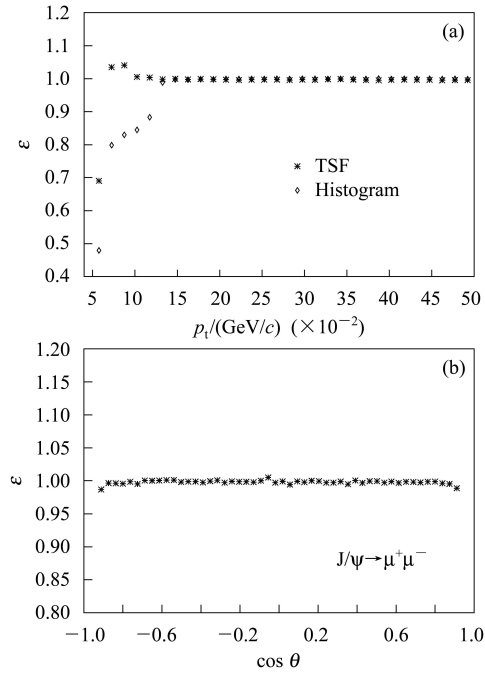 1.2
(a)
1.1
1.0
0.9
0.8
0.7
0.6
0.5
0.4
ε
TSF
Histogram
5 10 15 20 25 30 35 40 45 50
pt/(GeV/c) (×10−2)
1.20
(b)
1.15
1.10
1.05
1.00
0.95
0.90
0.85
0.80
ε
J/ψ→μ+μ−
−1.0 −0.6 −0.2 0.2 0.6 1.0
cos θ